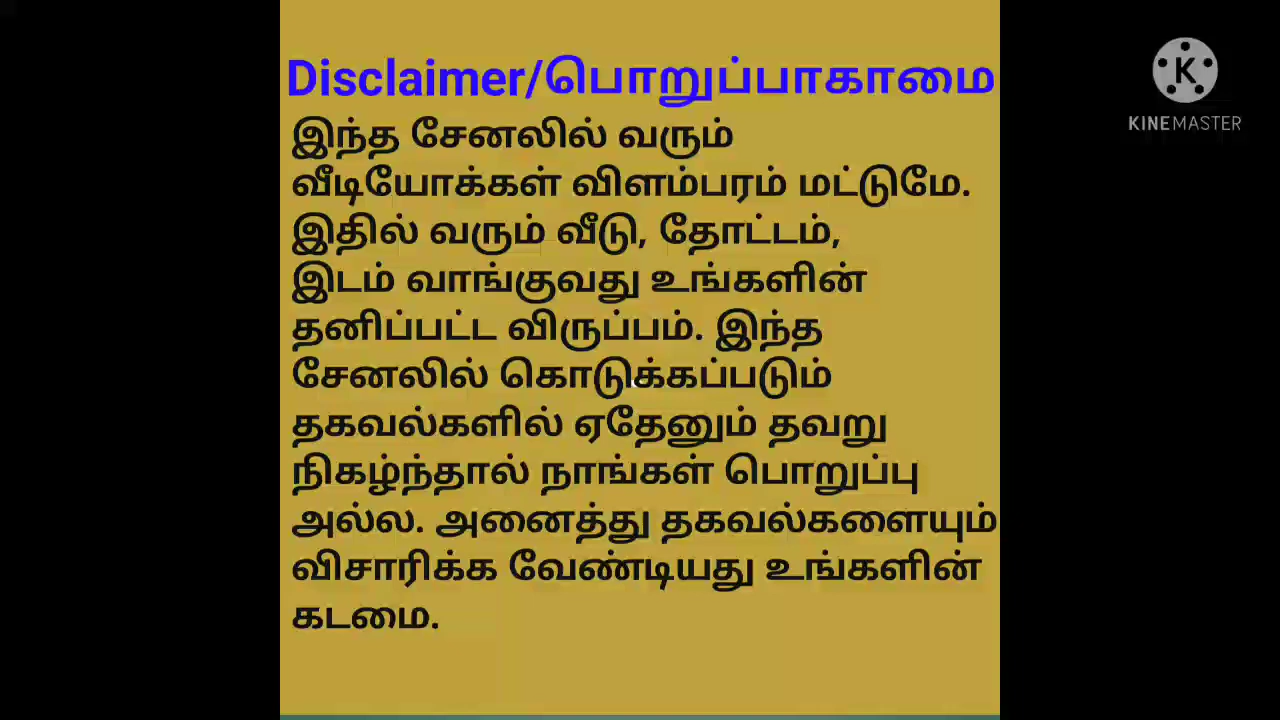 Disclaimer/பொறுப்பாகாமை
இந்த சேனலில் வரும்
வீடியோக்கள் விளம்பரம் மட்டுமே.
இதில் வரும் வீடு, தோட்டம்,
இடம் வாங்குவது உங்களின்
தனிப்பட்ட விருப்பம். இந்த
சேனலில் கொடுக்கப்படும்
தகவல்களில் ஏதேனும் தவறு
நிகழ்ந்தால் நாங்கள் பொறுப்பு
அல்ல. அனைத்து தகவல்களையும்
விசாரிக்க வேண்டியது உங்களின்
கடமை.
K
KINEMASTER